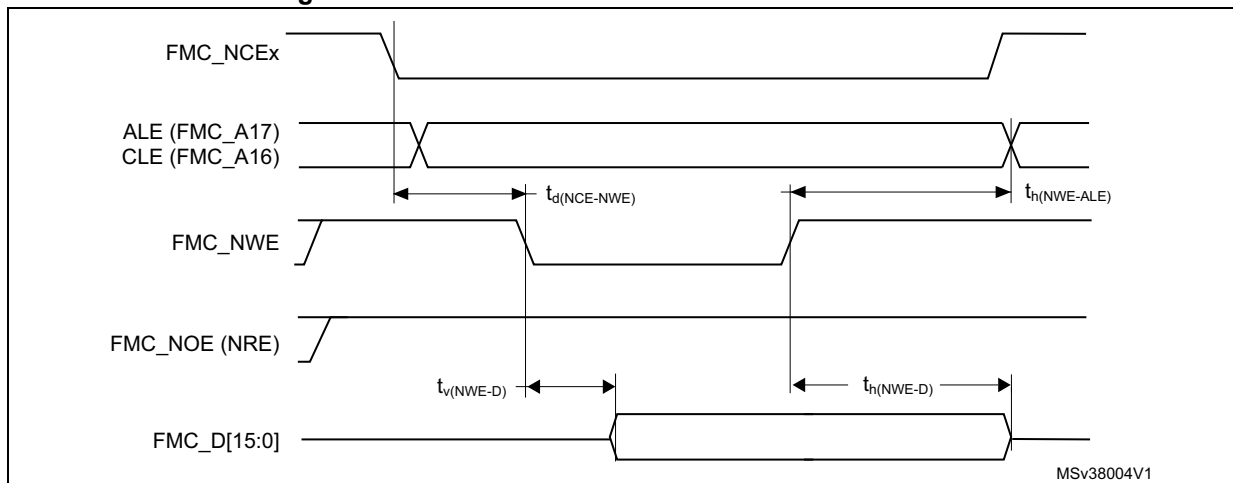 FMC_NCEx
ALE (FMC_A17)
CLE (FMC_A16)
td(NCE-NWE)
th(NWE-ALE)
FMC_NWE
FMC_NOE (NRE)
tv(NWE-D)
th(NWE-D)
FMC_D[15:0]
MSv38004V1